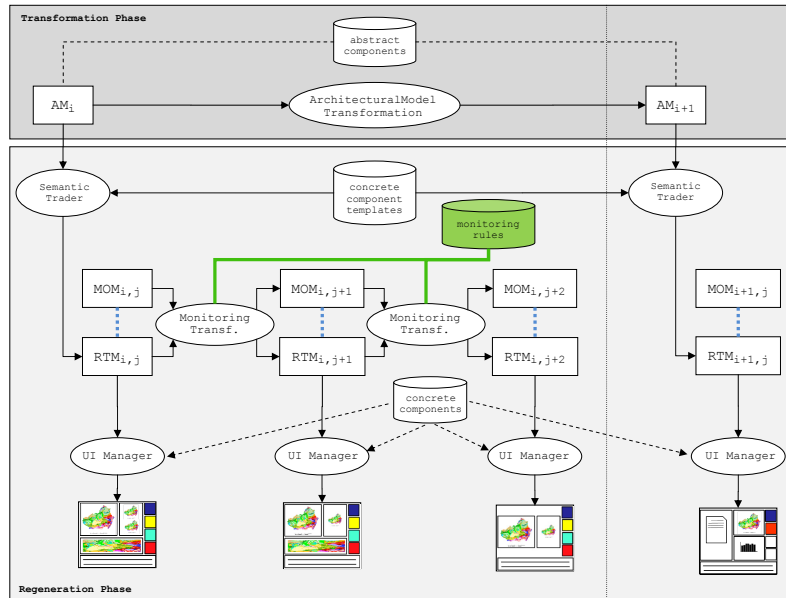 Transformation Phase
abstract
components
AMi
ArchitecturalModel
Transformation
AMi+1
Semantic
Trader
concrete
component
templates
Semantic
Trader
monitoring
rules
MOMi,j
MOMi,j+1
MOMi,j+2
MOMi+1,j
Monitoring
Transf.
Monitoring
Transf.
RTMi,j
RTMi,j+1
RTMi,j+2
RTMi+1,j
concrete
components
UI Manager
UI Manager
UI Manager
UI Manager
Regeneration Phase